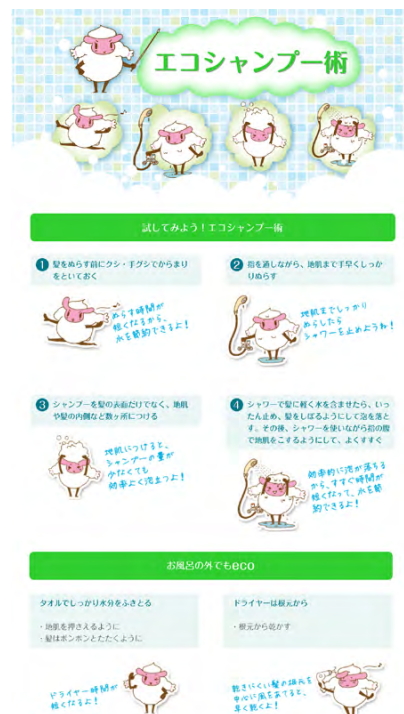 エコシャンプー術
試してみよう！エコシャンプー術
1 髪をぬらす前にクシ・手グシでからまり
をといておく
ぬらす時間が
短くなるから、
水を節約できるよ！
2 指を通しながら、地肌まで手早くしっか
りぬらす
地肌までしっかり
ぬらしたら
シャワーを止めようね！
3 シャンプーを髪の表面だけでなく、地肌
や髪の内側など数ヶ所につける
地肌につけると、
シャンプーの量が
少なくても
効率よく泡立つよ！
4 シャワーで髪に軽く水を含ませたら、いっ
たん止め、髪をしぼるようにして泡を落と
す。その後、シャワーを使いながら指の腹
で地肌をこするようにして、よくすすぐ
効率的に泡が落ちる
から、すすぐ時間が
短くなって、水を節
約できるよ！
お風呂の外でもeco
タオルでしっかり水分をふきとる
・地肌を押さえるように
・髪はポンポンとたたくように
ドライヤー時間が
短くなるよ！
ドライヤーは根元から
・根元から乾かす
乾きにくい髪の根元を
中心に風をあてると、
早く乾くよ！